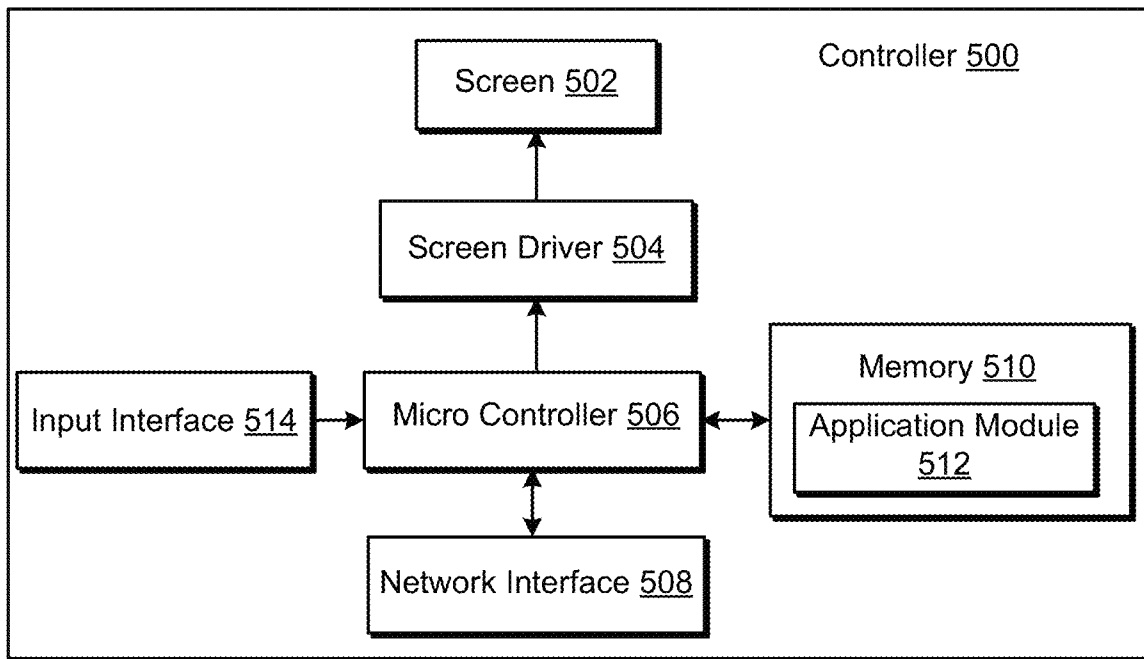 Controller 500
Screen 502
Screen Driver 504
Memory 510
Input Interface 514
Micro Controller 506
Application Module
512
Network Interface 508